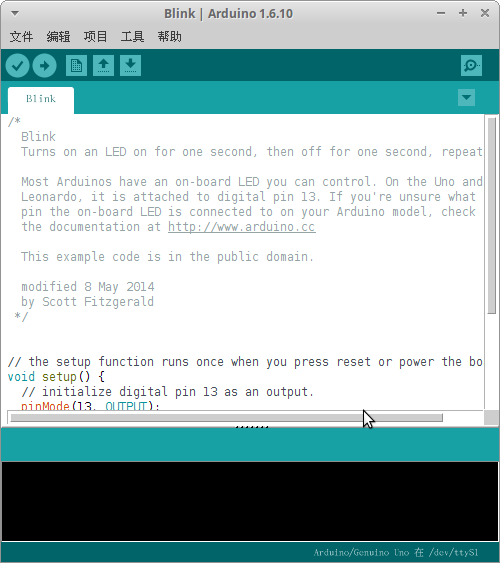 Blink | Arduino 1.6.10
文件 编辑 项目 工具 帮助
Blink
/*
Blink
Turns on an LED on for one second, then off for one second, repeat
Most Arduinos have an on-board LED you can control. On the Uno and
Leonardo, it is attached to digital pin 13. If you're unsure what
pin the on-board LED is connected to on your Arduino model, check
the documentation at http://www.arduino.cc
This example code is in the public domain.
modified 8 May 2014
by Scott Fitzgerald
*/
// the setup function runs once when you press reset or power the bo
void setup() {
// initialize digital pin 13 as an output.
pinMode(13, OUTPUT);
Arduino/Genuino Uno 在 /dev/ttyS1